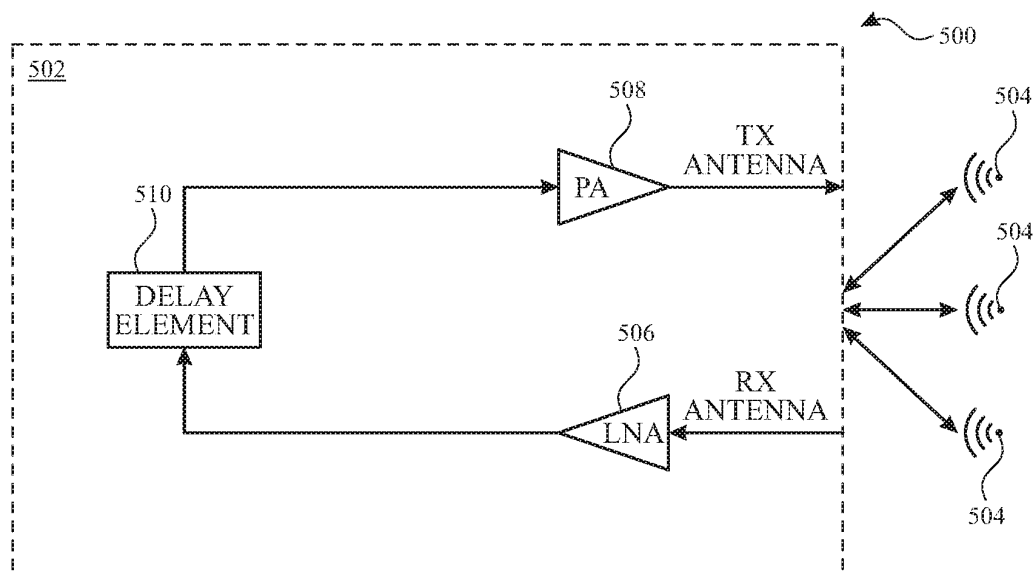 500
502
508
504
TX
ANTENNA
PA
510
504
DELAY
ELEMENT
506
RX
ANTENNA
LNA
504